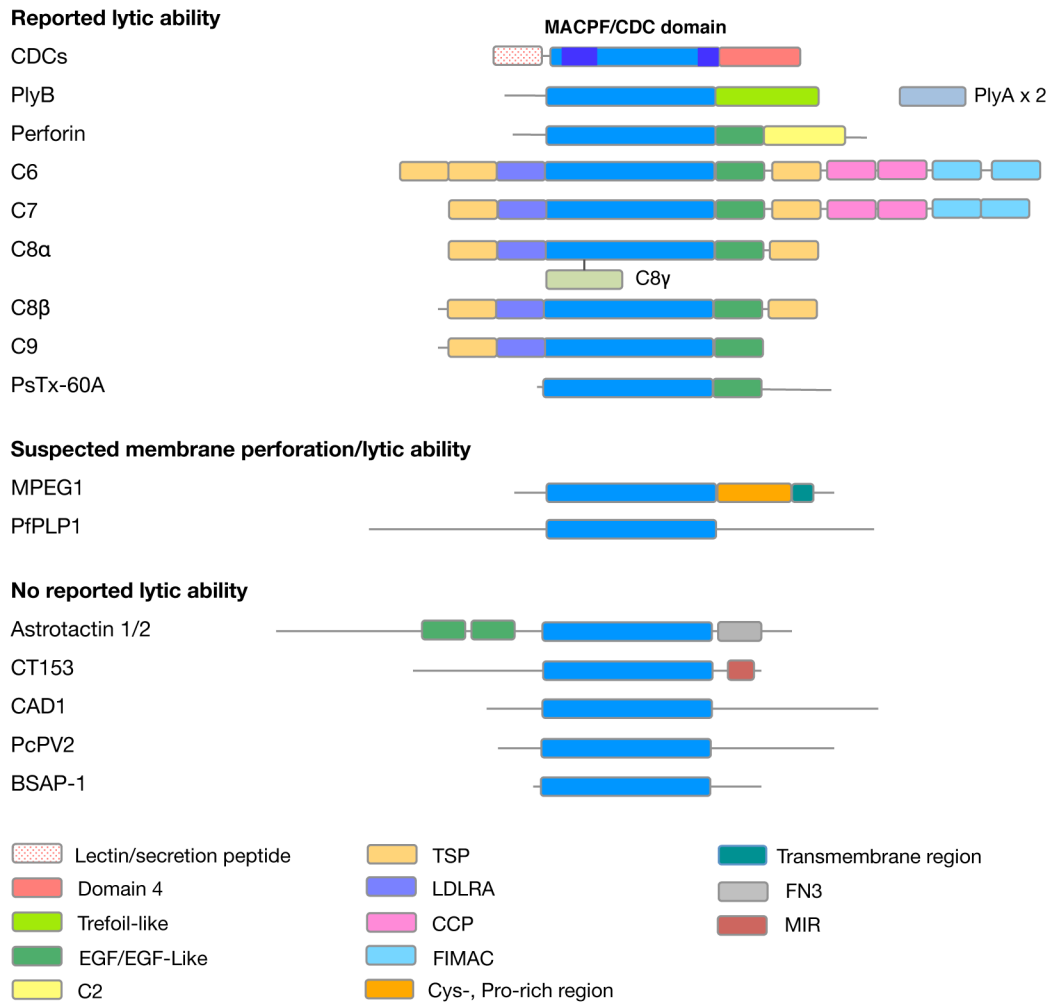 Reported lytic ability
MACPF/CDC domain
CDCs
PlyB
PlyA x 2
Perforin
C6
C7
C8α
C8γ
C8β
C9
PsTx-60A
Suspected membrane perforation/lytic ability
MPEG1
PfPLP1
No reported lytic ability
Astrotactin 1/2
CT153
CAD1
PcPV2
BSAP-1
Lectin/secretion peptide
TSP
Transmembrane region
Domain 4
LDLRA
FN3
Trefoil-like
CCP
MIR
EGF/EGF-Like
FIMAC
C2
Cys-, Pro-rich region